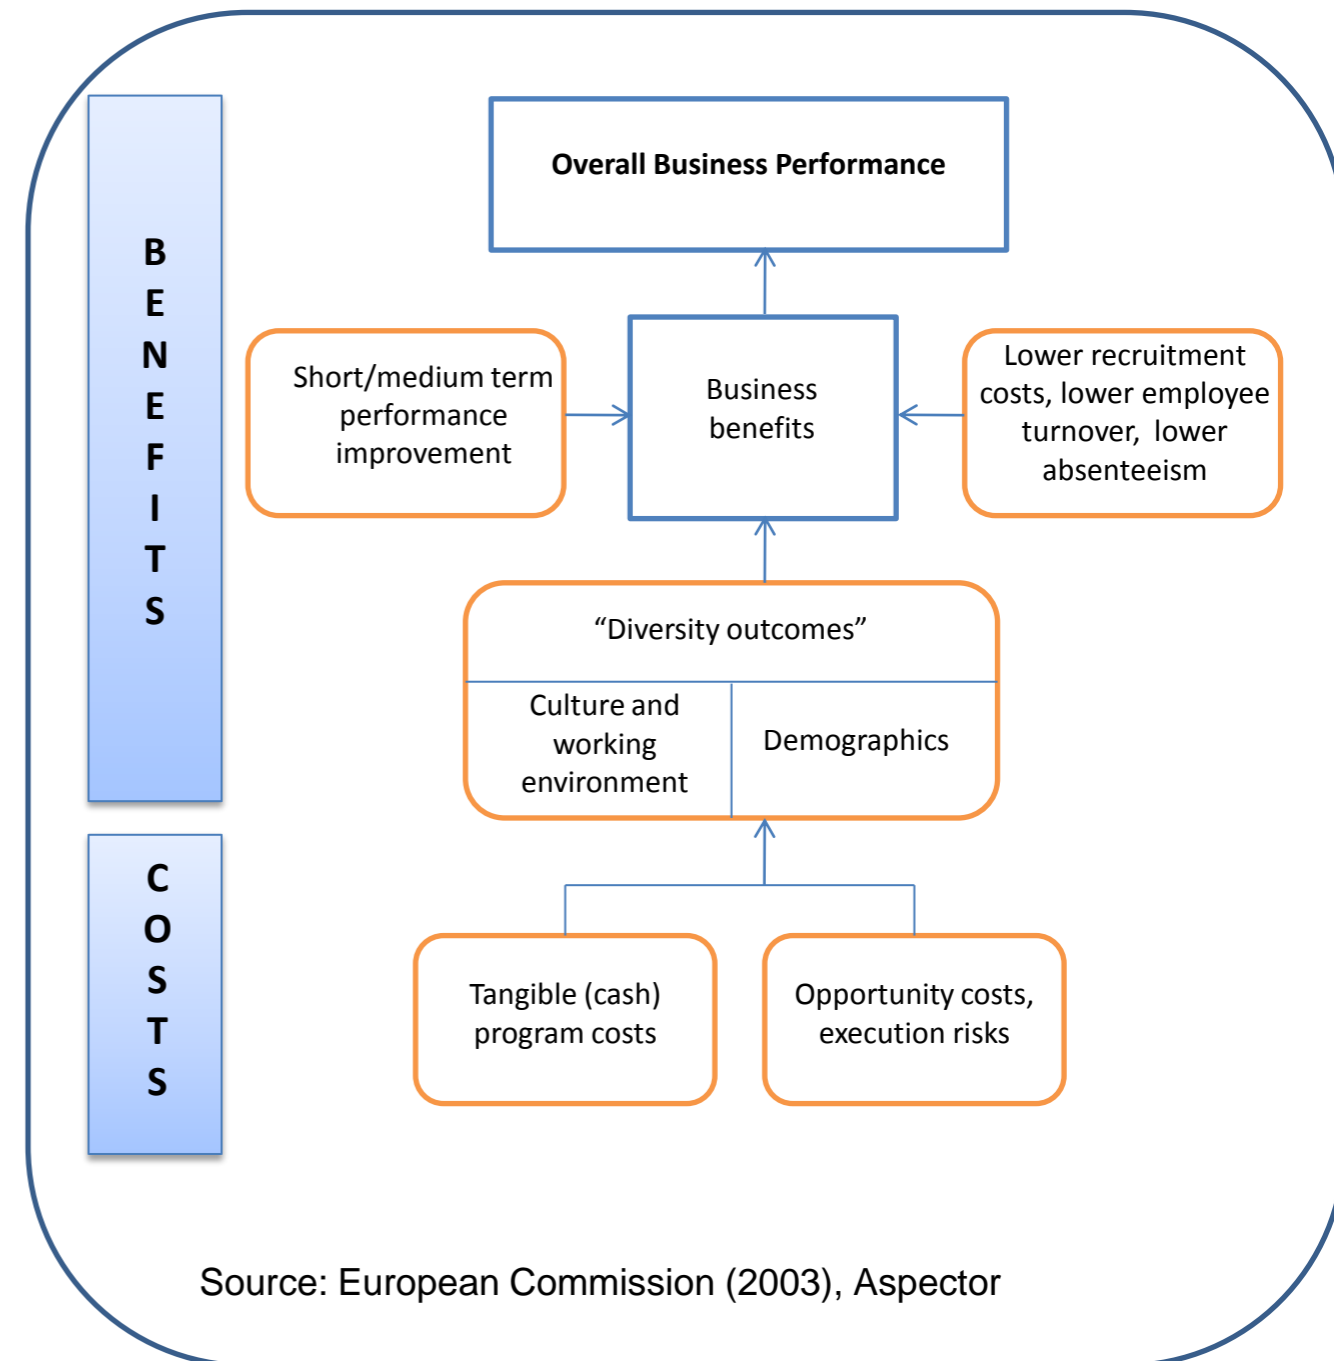 B
E
N
E
F
I
T
S
Overall Business Performance
Short/medium term
performance
improvement
Business
benefits
Lower recruitment
costs, lower employee
turnover, lower
absenteeism
“Diversity outcomes”
Culture and
working
environment
Demographics
C
O
S
T
S
Tangible (cash)
program costs
Opportunity costs,
execution risks
Source: European Commission (2003), Aspector